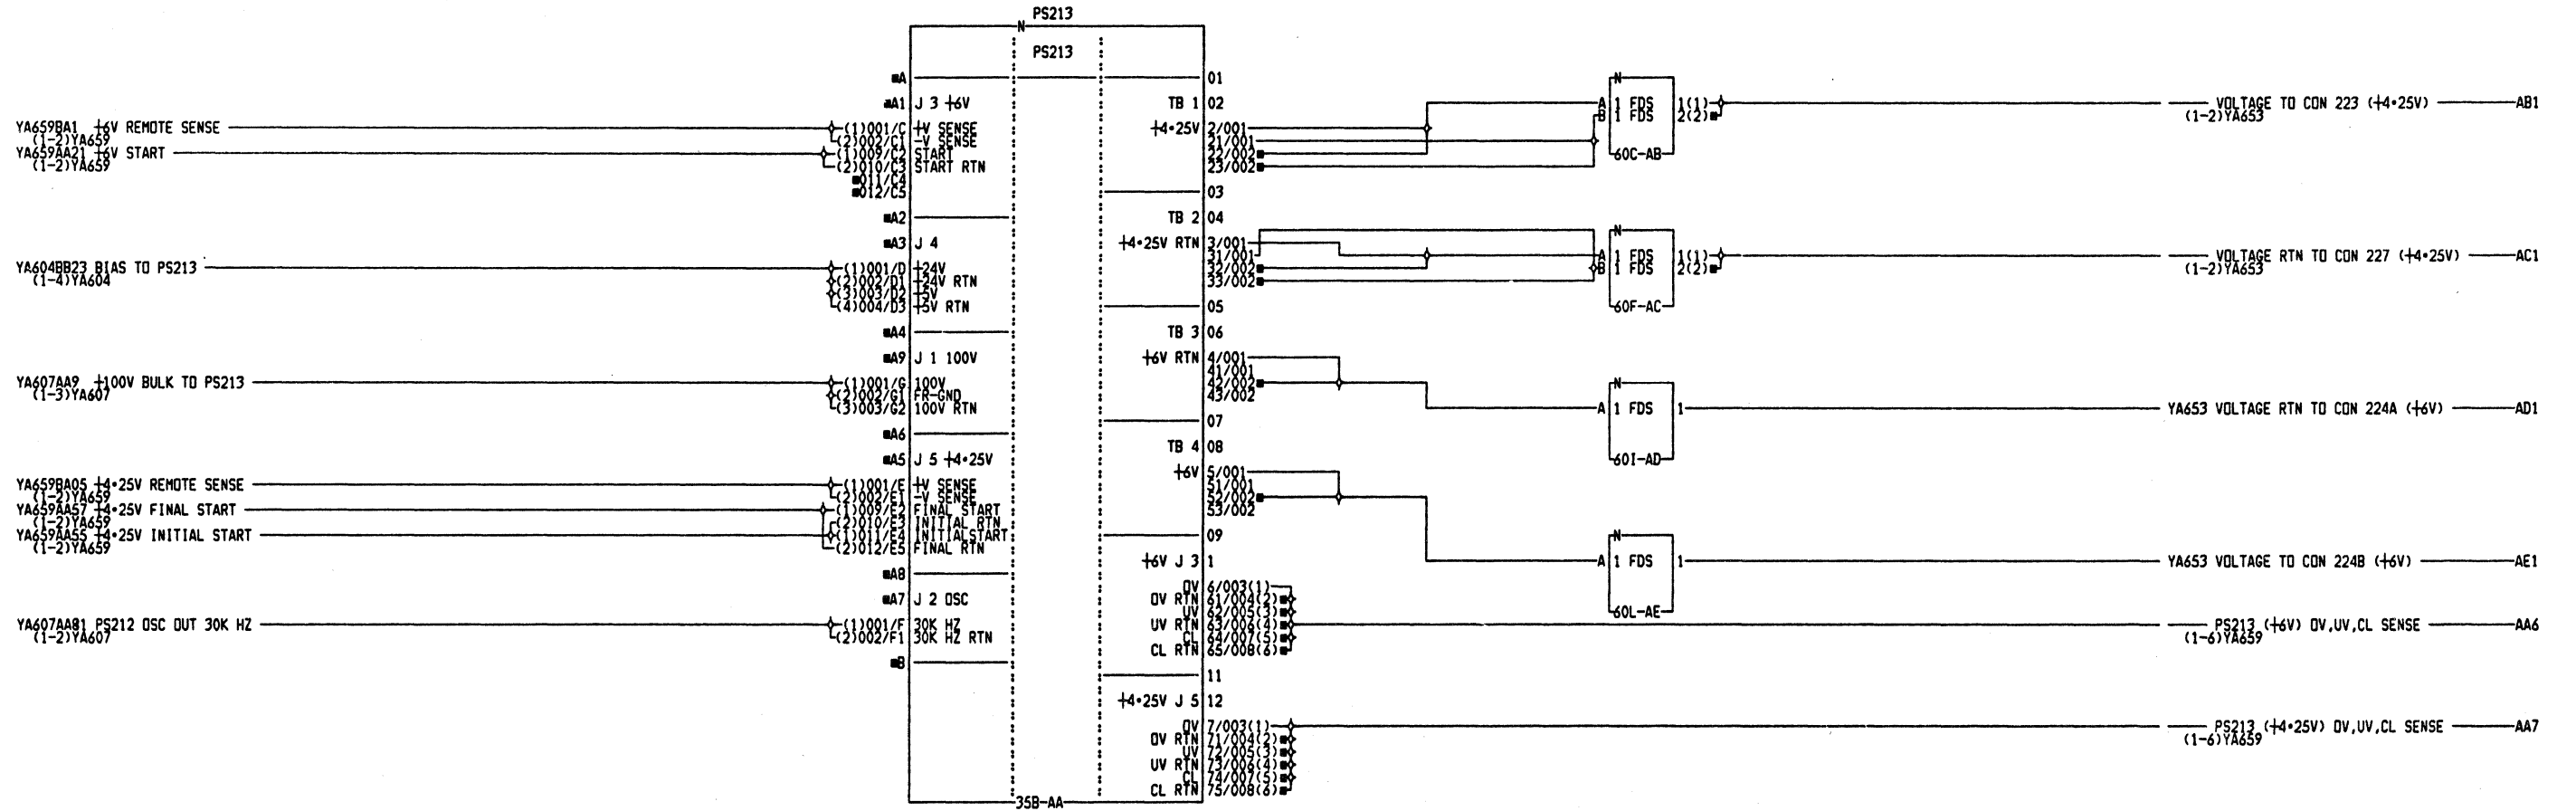 PS213
N
PS213
■A
01
■A1 J 3 +6V
TB 1 02
YA659BA1 +6V REMOTE SENSE
(1-2)YA659
(1)001/C +V SENSE
(2)002/C1 -V SENSE
YA659AA21 +6V START
(1-2)YA659
(1)009/C2 START
(2)010/C3 START RTN
■011/C4
■012/C5
+4•25V 2/001
21/001
22/002■
23/002■
03
N
A 1 FDS 1(1)
B 1 FDS 2(2)■
60C-AB
VOLTAGE TO CON 223 (+4•25V) AB1
(1-2)YA653
■A2
TB 2 04
■A3 J 4
+4•25V RTN 3/001
31/001
32/002■
33/002■
05
YA604BB23 BIAS TO PS213
(1-4)YA604
(1)001/D +24V
(2)002/D1 +24V RTN
(3)003/D2 +5V
(4)004/D3 +5V RTN
N
A 1 FDS 1(1)
B 1 FDS 2(2)■
60F-AC
VOLTAGE RTN TO CON 227 (+4•25V) AC1
(1-2)YA653
■A4
TB 3 06
■A9 J 1 100V
+6V RTN 4/001
41/001
42/002■
43/002
07
YA607AA9 +100V BULK TO PS213
(1-3)YA607
(1)001/G 100V
(2)002/G1 FR-GND
(3)003/G2 100V RTN
N
A 1 FDS 1
60I-AD
YA653 VOLTAGE RTN TO CON 224A (+6V) AD1
■A6
TB 4 08
■A5 J 5 +4•25V
+6V 5/001
51/001
52/002■
53/002
09
YA659BA05 +4•25V REMOTE SENSE
(1-2)YA659
YA659AA57 +4•25V FINAL START
(1-2)YA659
YA659AA55 +4•25V INITIAL START
(1-2)YA659
(1)001/E +V SENSE
(2)002/E1 -V SENSE
(1)009/E2 FINAL START
(2)010/E3 INITIAL RTN
(1)011/E4 INITIALSTART
(2)012/E5 FINAL RTN
N
A 1 FDS 1
60L-AE
YA653 VOLTAGE TO CON 224B (+6V) AE1
■A8
+6V J 3 1
■A7 J 2 OSC
OV 6/003(1)
OV RTN 61/004(2)■
UV 62/005(3)■
UV RTN 63/006(4)■
CL 64/007(5)■
CL RTN 65/008(6)■
YA607AA81 PS212 OSC OUT 30K HZ
(1-2)YA607
(1)001/F 30K HZ
(2)002/F1 30K HZ RTN
PS213 (+6V) OV,UV,CL SENSE AA6
(1-6)YA659
■B
11
+4•25V J 5 12
OV 7/003(1)
OV RTN 71/004(2)■
UV 72/005(3)■
UV RTN 73/006(4)■
CL 74/007(5)■
CL RTN 75/008(6)■
PS213 (+4•25V) OV,UV,CL SENSE AA7
(1-6)YA659
35B-AA